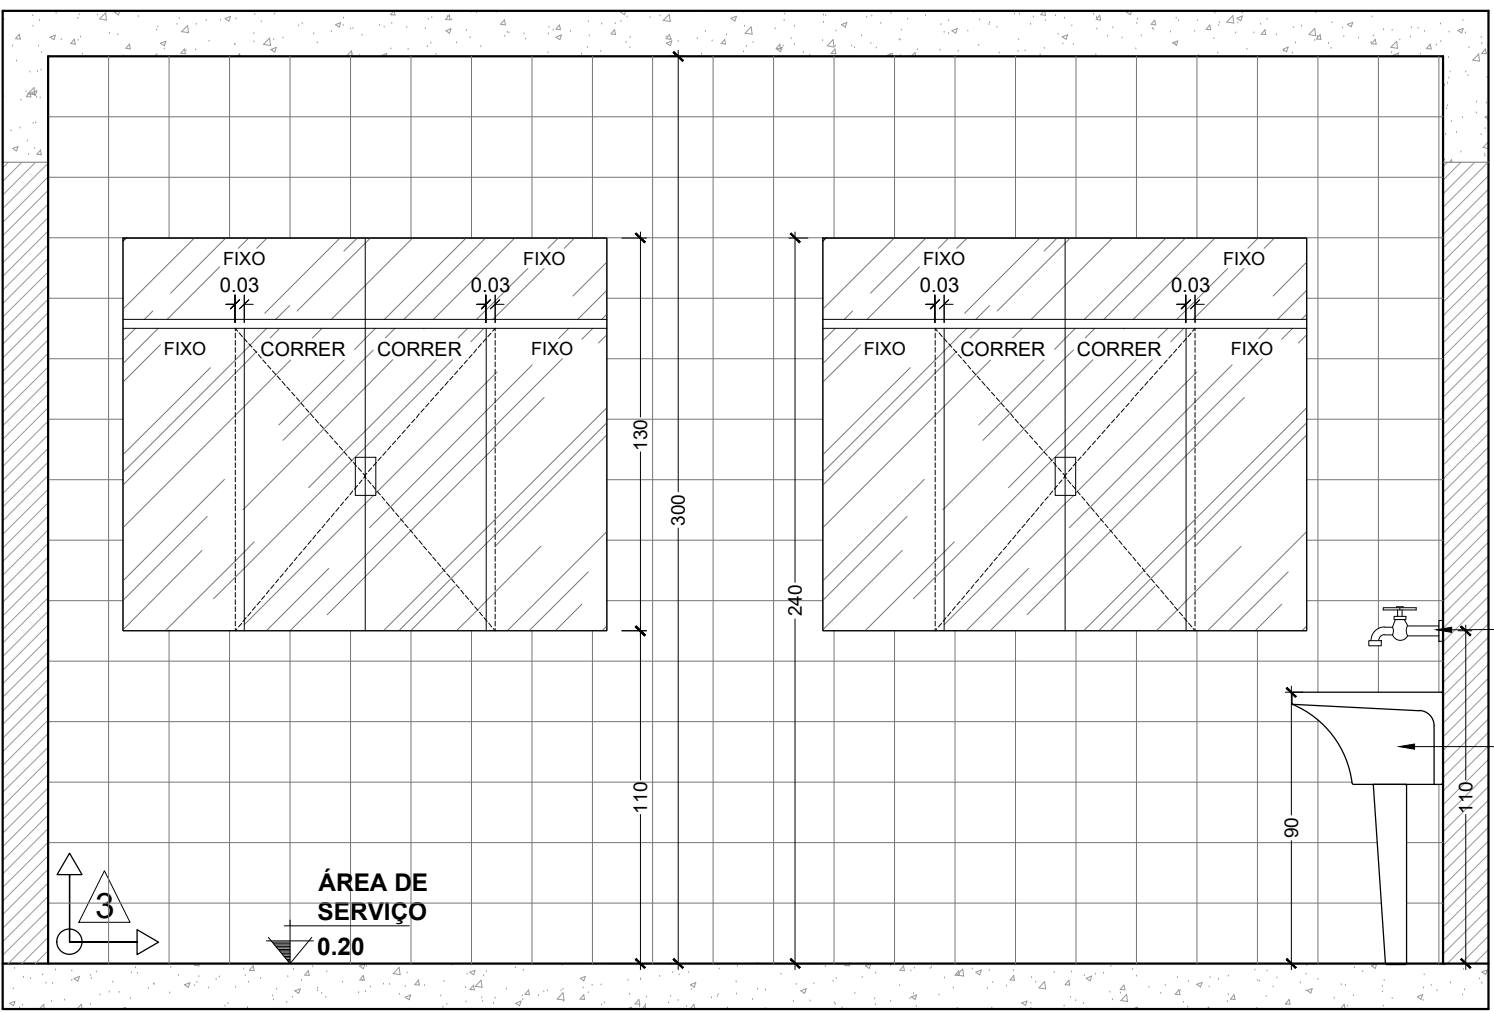 FIXO FIXO FIXO FIXO
0.03 0.03 0.03 0.03
FIXO CORRER CORRER FIXO FIXO CORRER CORRER FIXO
130
300
240
110
90
110
3
ÁREA DE
SERVIÇO
0.20